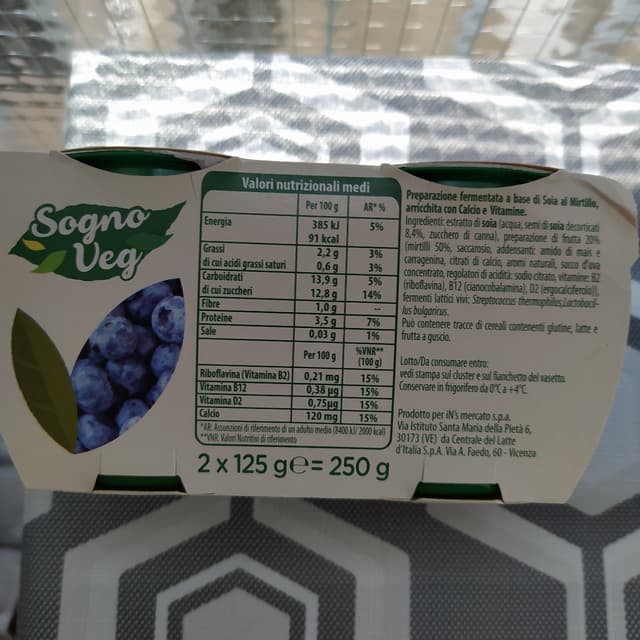 Sogno
Veg
Valori nutrizionali medi
Per 100 g AR* %
Energia 385 kJ 5%
91 kcal
Grassi 2,2 g 3%
di cui acidi grassi saturi 0,6 g 3%
Carboidrati 13,9 g 5%
di cui zuccheri 12,8 g 14%
Fibre 1,0 g --
Proteine 3,5 g 7%
Sale 0,03 g 1%
Per 100 g %VNR**
(100 g)
Riboflavina (Vitamina B2) 0,21 mg 15%
Vitamina B12 0,38 µg 15%
Vitamina D2 0,75µg 15%
Calcio 120 mg 15%
*AR: Assunzioni di riferimento di un adulto medio (8400 kJ/ 2000 kcal)
**VNR: Valori Nutritivi di riferimento
2 x 125 g℮= 250 g
Preparazione fermentata a base di Soia al Mirtillo,
arricchita con Calcio e Vitamine.
Ingredienti: estratto di soia (acqua, semi di soia decorticati
8,4%, zucchero di canna), preparazione di frutta 20%
(mirtilli 50%, saccarosio, addensanti: amido di mais e
carragenina, citrati di calcio, aromi naturali, succo d'uva
concentrato, regolatori di acidità: sodio citrato, vitamine: B2
(riboflavina), B12 (cianocobalamina), D2 (ergocalciferolo),
fermenti lattici vivi: Streptococcus thermophilus, Lactobacil-
lus bulgaricus.
Può contenere tracce di cereali contenenti glutine, latte e
frutta a guscio.
Lotto/Da consumare entro:
vedi stampa sul cluster e sul fianchetto del vasetto.
Conservare in frigorifero da 0°C a +4°C.
Prodotto per iN's mercato s.p.a.
Via Istituto Santa Maria della Pietà 6,
30173 (VE) da Centrale del Latte
d'Italia S.p.A. Via A. Faedo, 60 - Vicenza